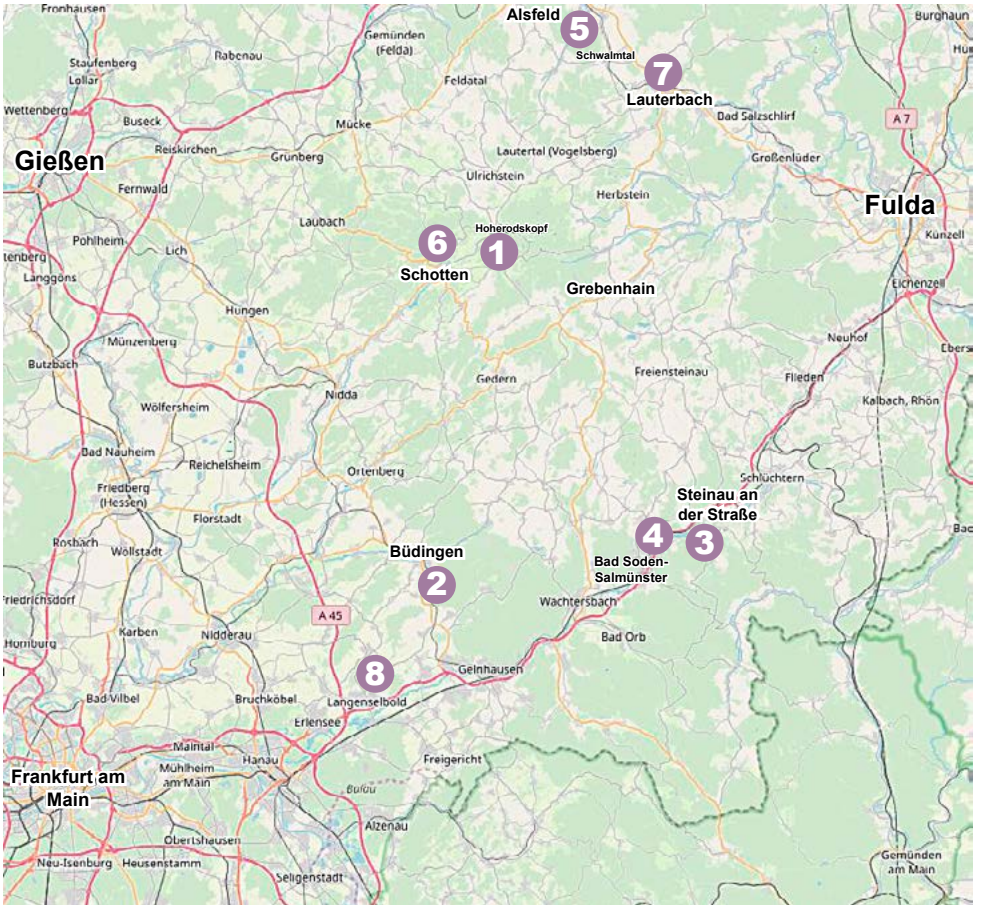 Fronhausen
Alsfeld
Burghaun
5
Gemünden
(Felda)
Rabenau
Schwalmtal
Staufenberg
Lollar
Feldatal
7
Wettenberg
Lauterbach
Buseck
Mücke
Bad Salzschlirf
A 7
Gießen
Reiskirchen
Grünberg
Lautertal (Vogelsberg)
Großenlüder
Ulrichstein
Fernwald
Herbstein
Fulda
Laubach
Hoherodskopf
Künzell
Pohlheim
Lich
6
1
tenberg
Schotten
Langgöns
Grebenhain
Eichenzell
Hungen
Münzenberg
Neuhof
Butzbach
Gedern
Freiensteinau
Flieden
Nidda
Kalbach, Rhön
Wölfersheim
Bad Nauheim
Reichelsheim
Ortenberg
Schlüchtern
Friedberg
(Hessen)
Steinau an
der Straße
Florstadt
Rosbach
Wöllstadt
Büdingen
4
3
Bad Soden-
Salmünster
2
Friedrichsdorf
Wächtersbach
A 45
Karben
Nidderau
Bad Orb
Homburg
8
Gelnhausen
Bad Vilbel
Bruchköbel
Langenselbold
Erlensee
Maintal
Hanau
Freigericht
Frankfurt am
Main
Mühlheim
am Main
Bulau
Alzenau
Obertshausen
Neu-Isenburg
Heusenstamm
Seligenstadt
Gemünden
am Main